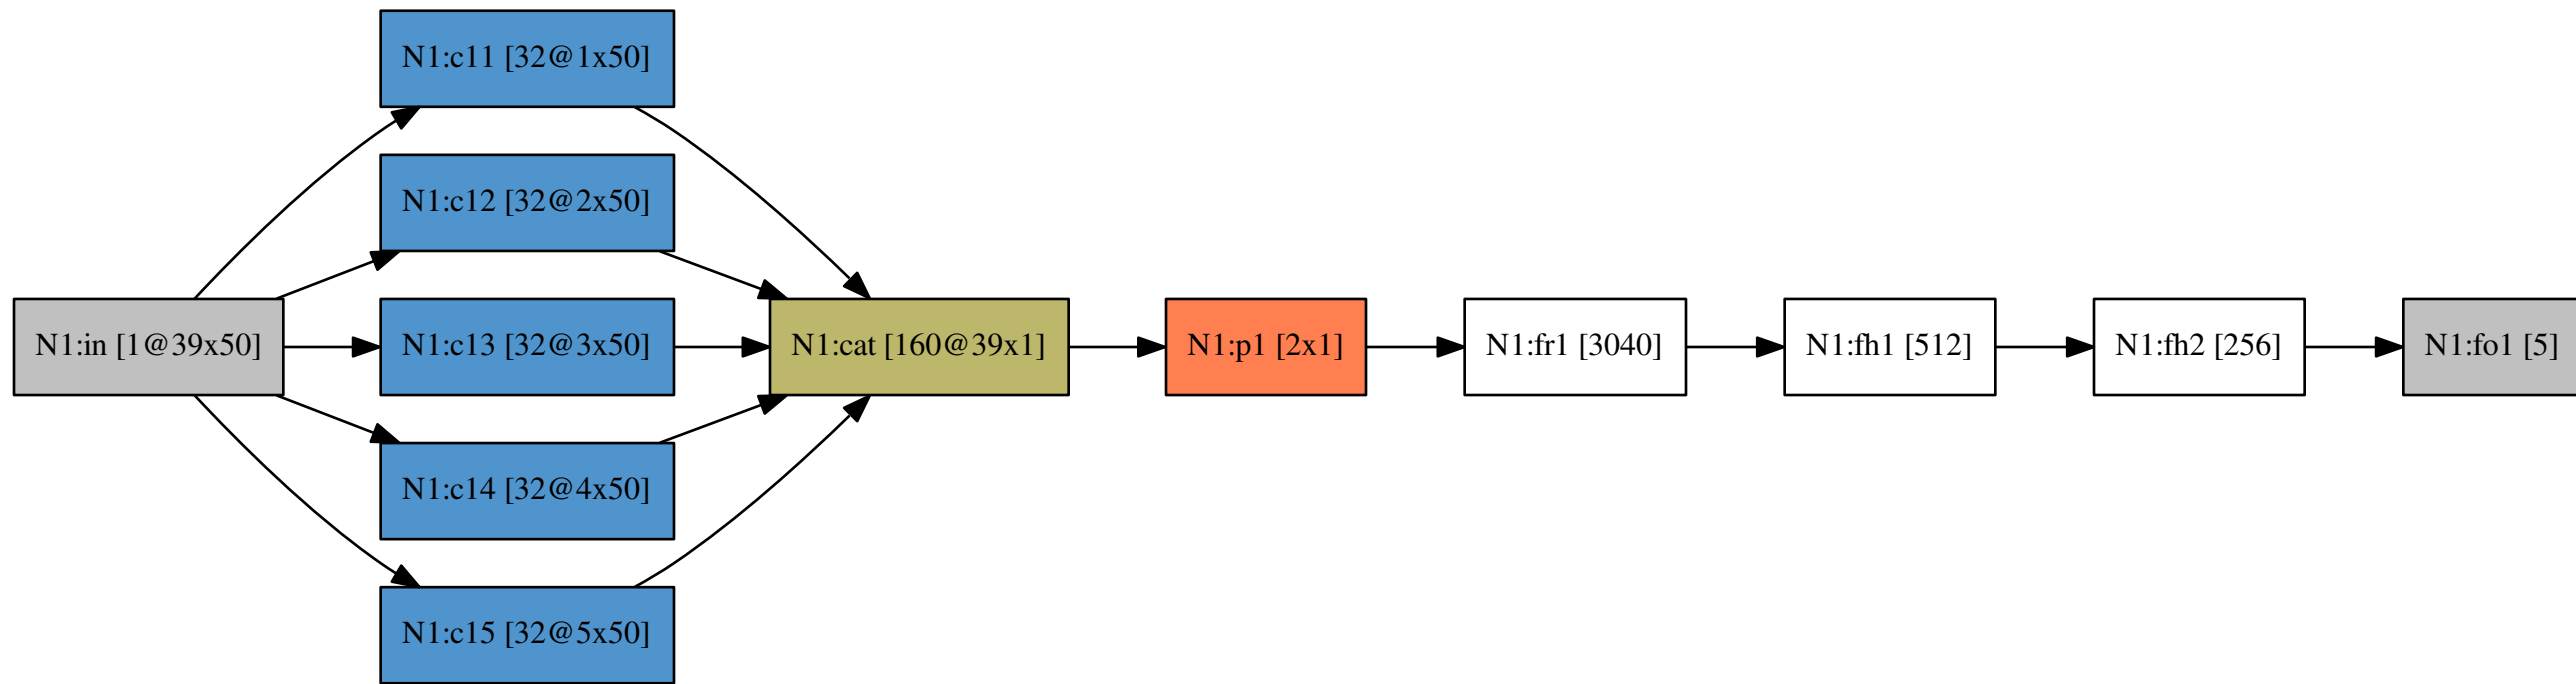 N1:c11 [32@1x50]
N1:c12 [32@2x50]
N1:in [1@39x50]
N1:c13 [32@3x50]
N1:cat [160@39x1]
N1:p1 [2x1]
N1:fr1 [3040]
N1:fh1 [512]
N1:fh2 [256]
N1:fo1 [5]
N1:c14 [32@4x50]
N1:c15 [32@5x50]